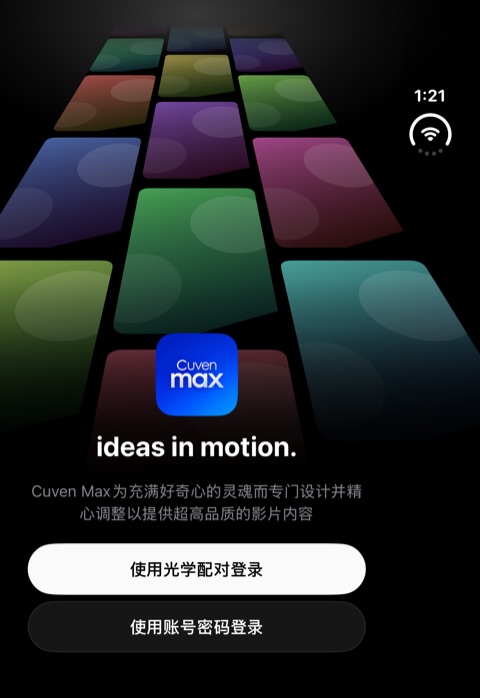 1:21
Cuven
max
ideas in motion.
Cuven Max为充满好奇心的灵魂而专门设计并精
心调整以提供超高品质的影片内容
使用光学配对登录
使用账号密码登录